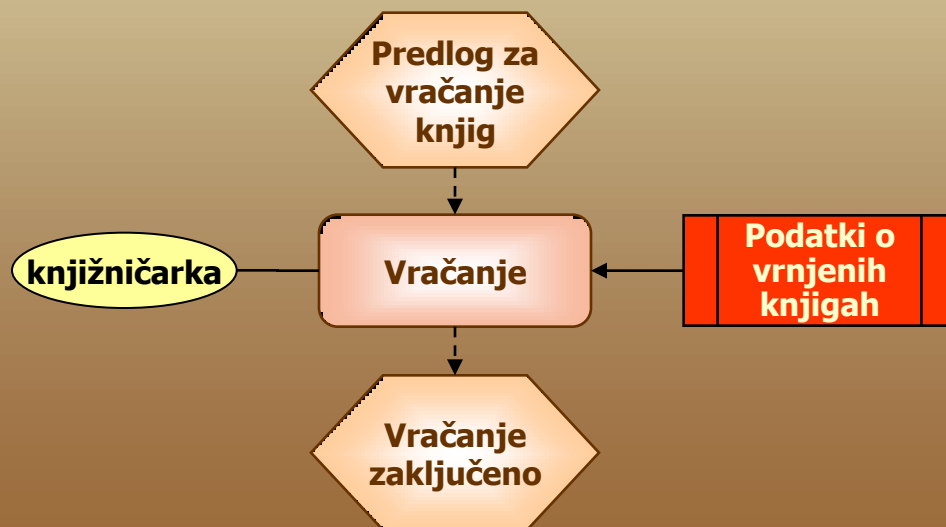 Predlog za
vračanje
knjig
knjižničarka
Vračanje
Podatki o
vrnjenih
knjigah
Vračanje
zaključeno